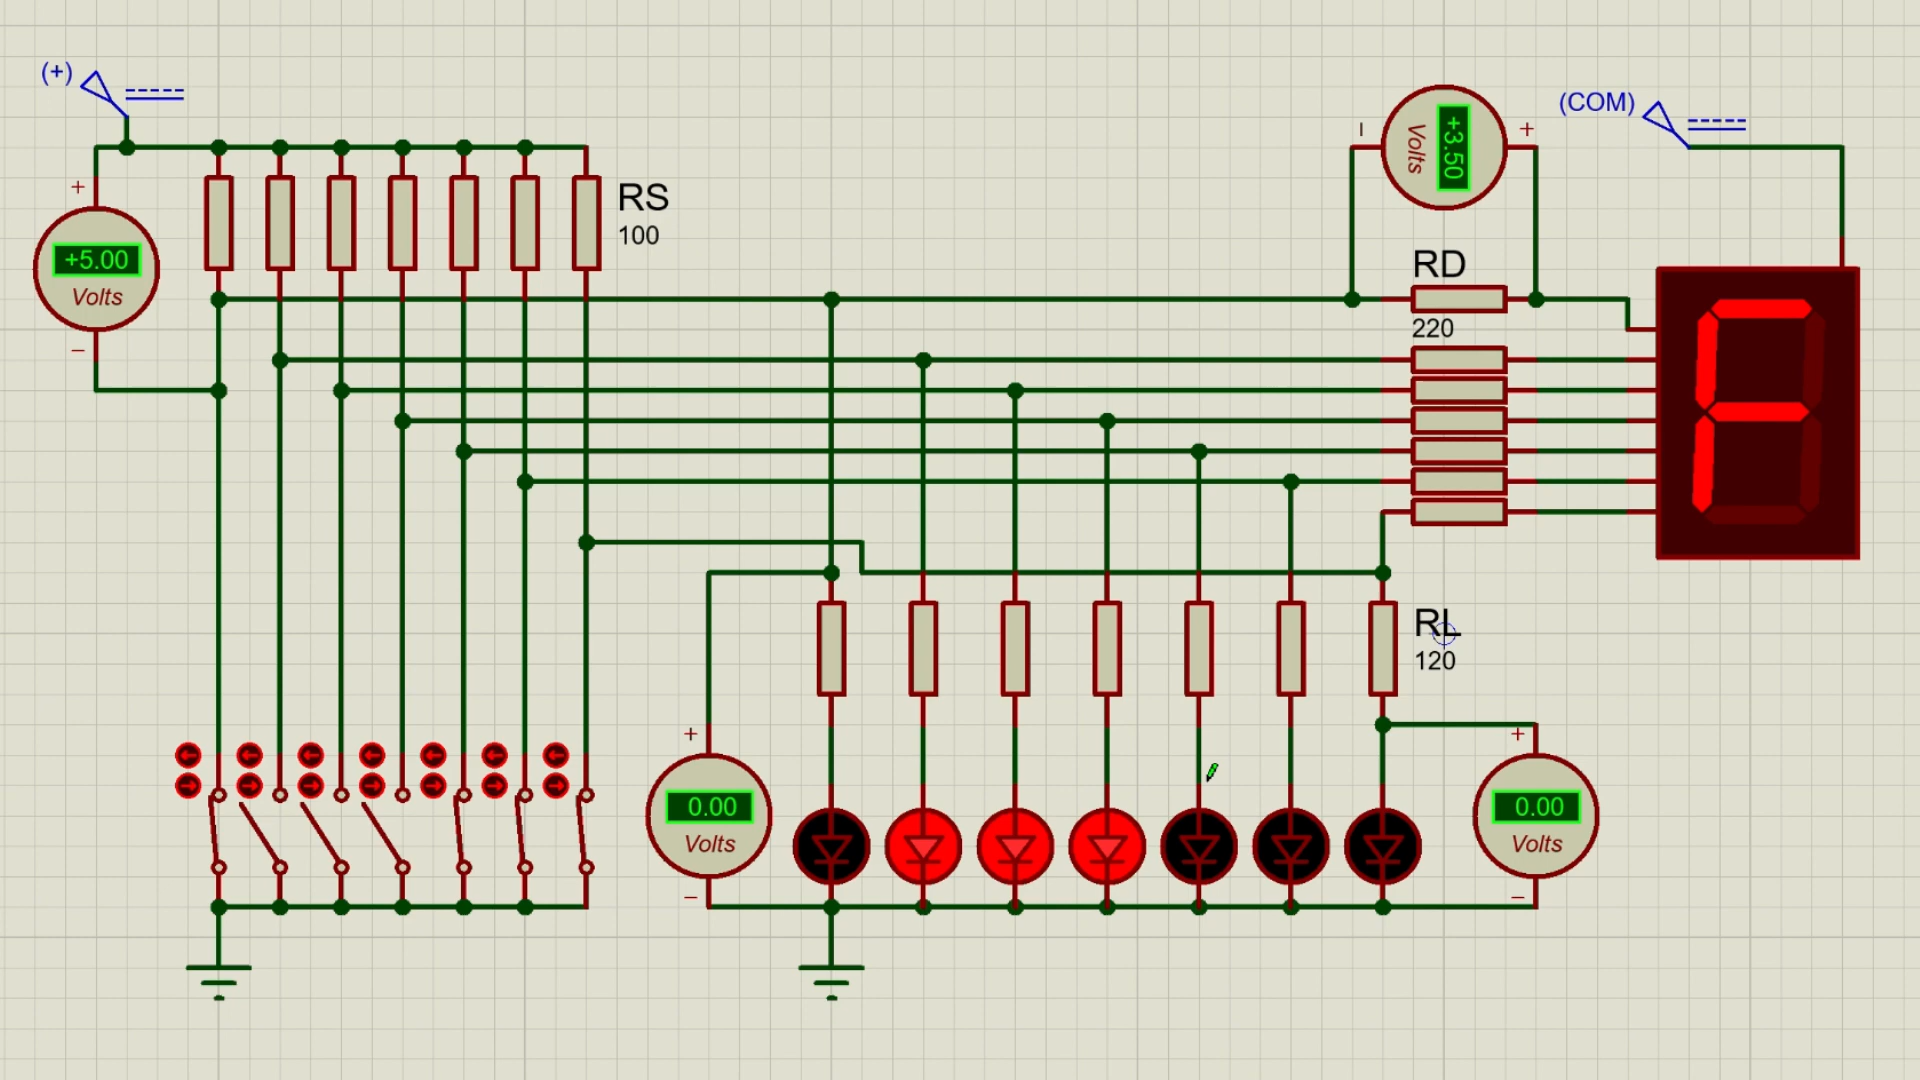 (+)
+
+5.00
Volts
–
RS
100
–
Volts
+3.50
+
(COM)
RD
220
RL
120
+
0.00
Volts
–
+
0.00
Volts
–